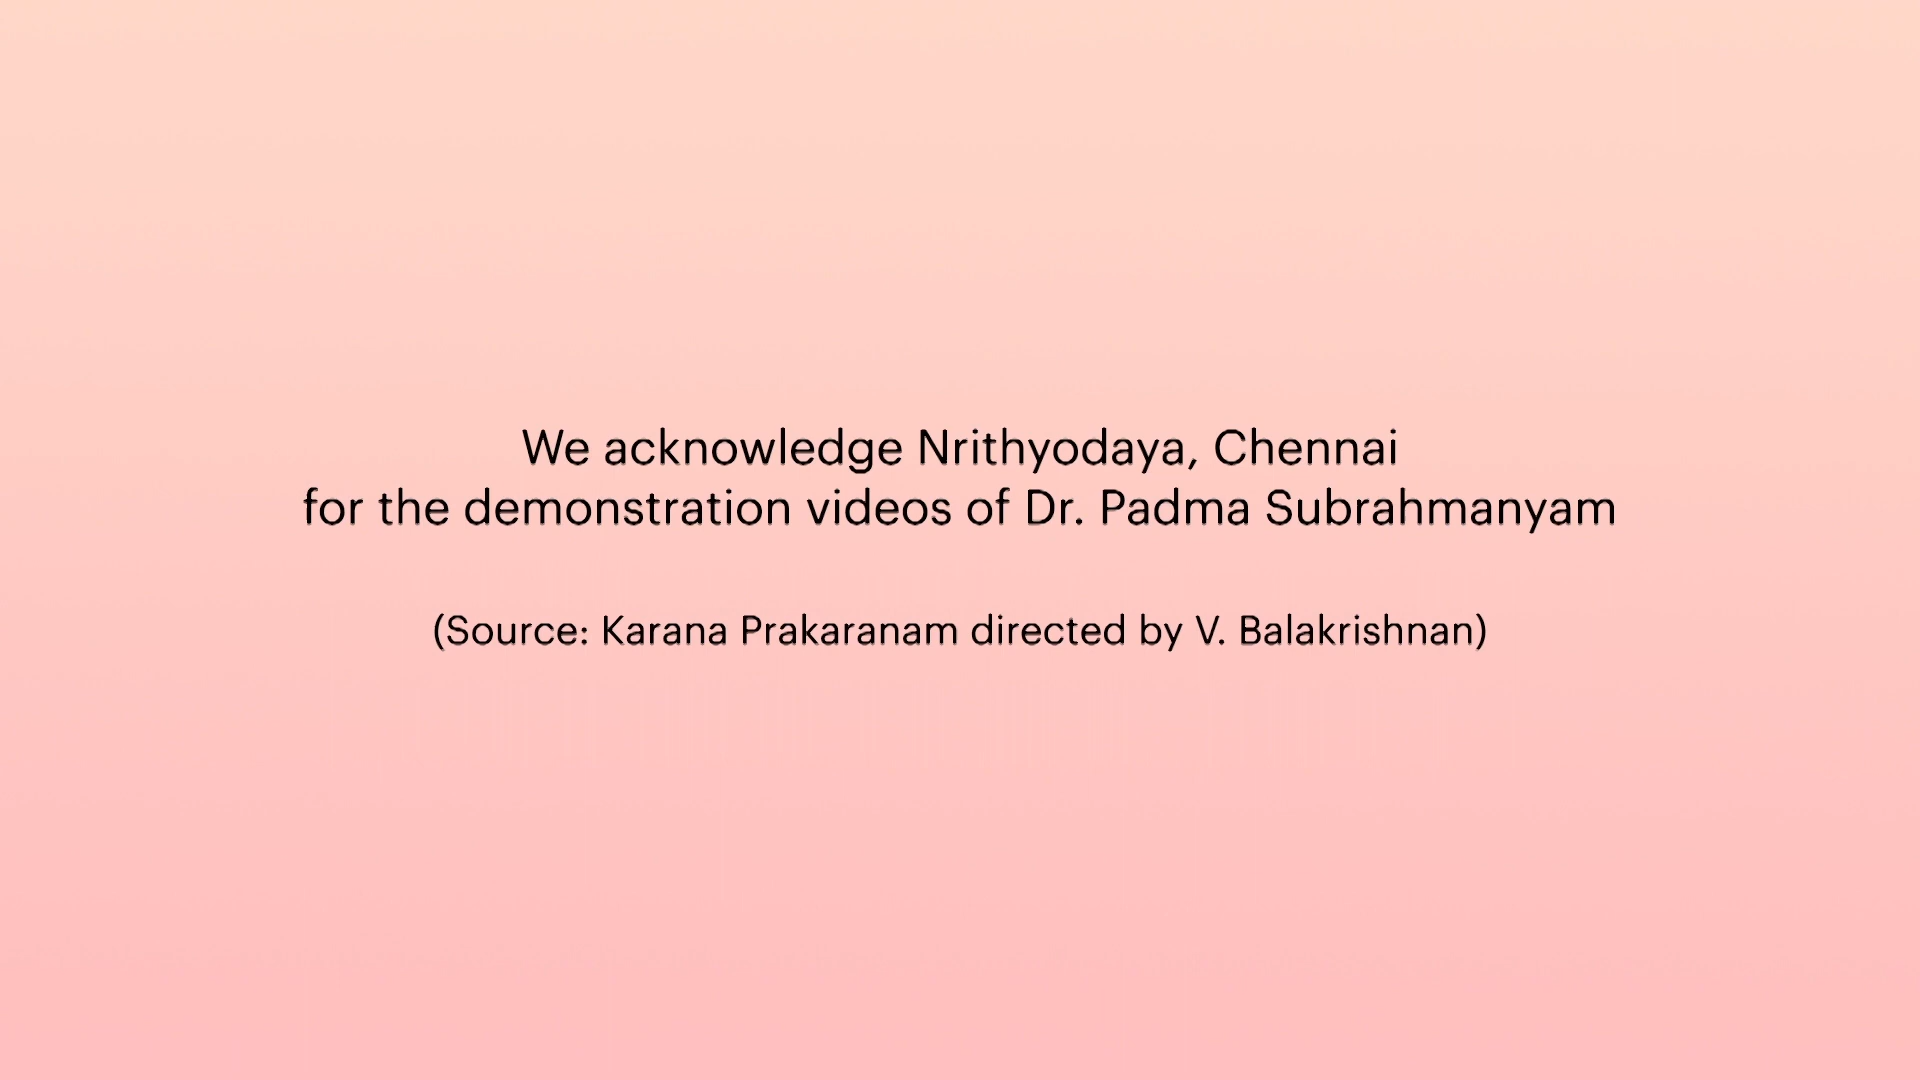 We acknowledge Nrithyodaya, Chennai
for the demonstration videos of Dr. Padma Subrahmanyam
(Source: Karana Prakaranam directed by V. Balakrishnan)